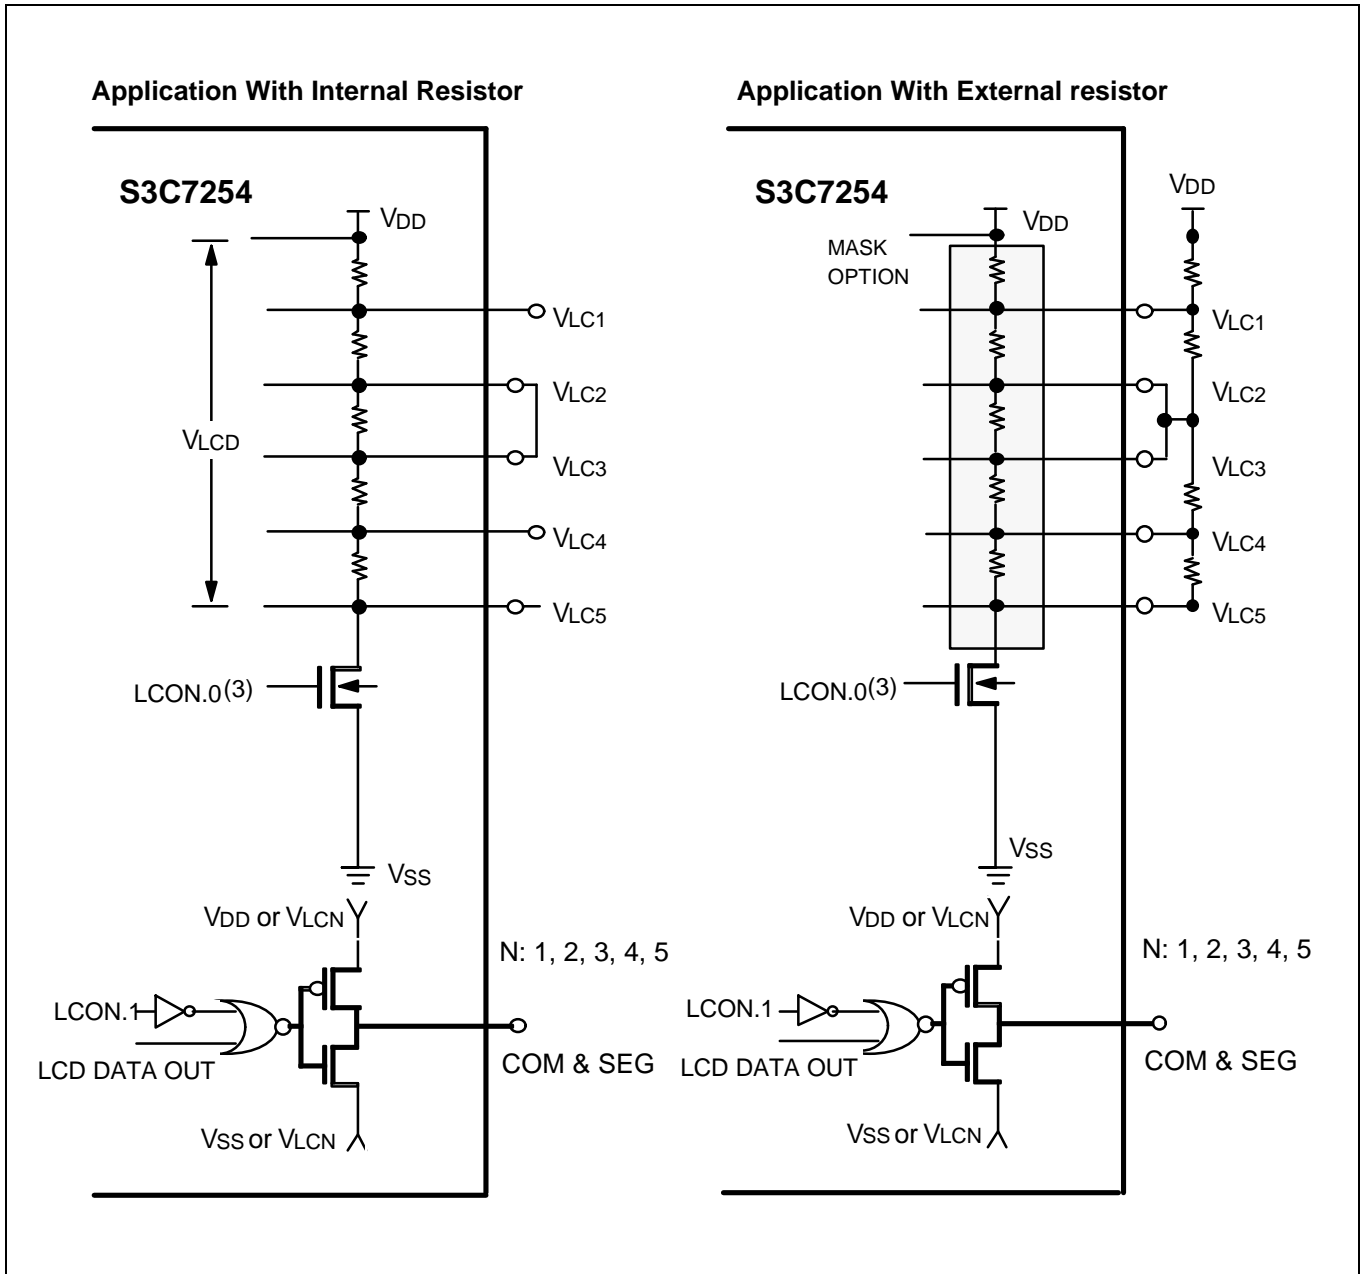 Application With Internal Resistor
S3C7254
VDD
VLC1
VLC2
VLCD
VLC3
VLC4
VLC5
LCON.0(3)
VSS
VDD or VLCN
N: 1, 2, 3, 4, 5
LCON.1
LCD DATA OUT
COM & SEG
VSS or VLCN
Application With External resistor
S3C7254
VDD
VDD
MASK
OPTION
VLC1
VLC2
VLC3
VLC4
VLC5
LCON.0(3)
VSS
VDD or VLCN
N: 1, 2, 3, 4, 5
LCON.1
LCD DATA OUT
COM & SEG
VSS or VLCN